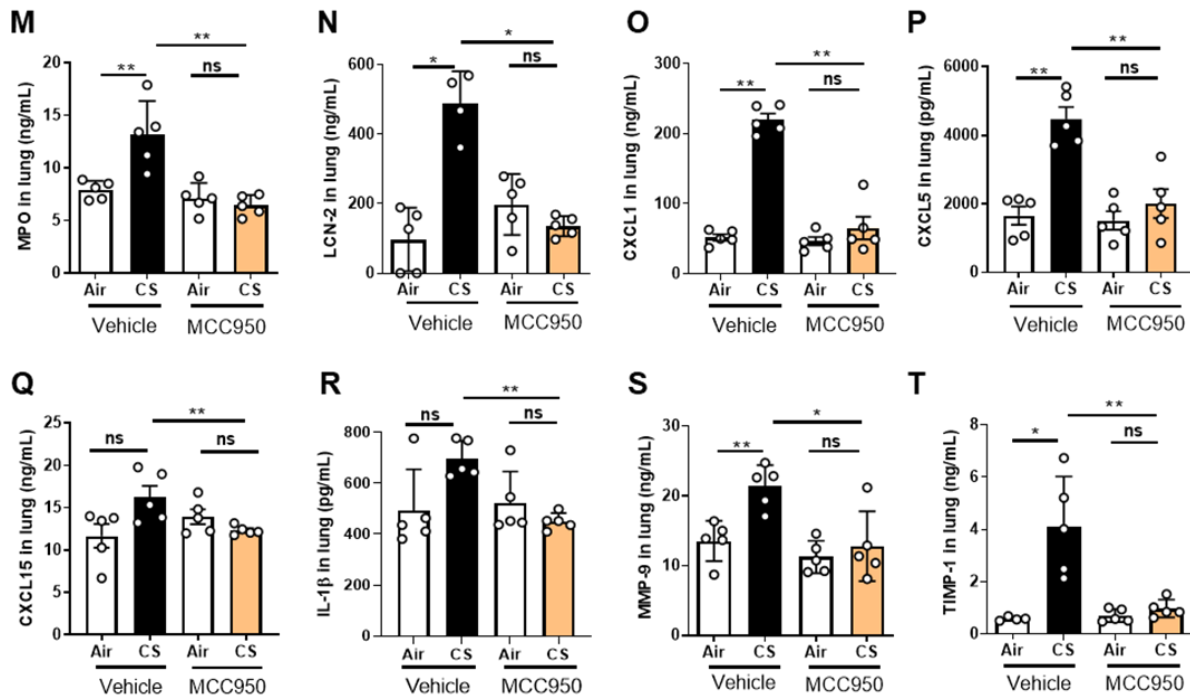 M
**
**
ns
MPO in lung (ng/mL)
20
15
10
5
0
Air CS Air CS
Vehicle MCC950
N
*
*
ns
LCN-2 in lung (ng/mL)
600
400
200
0
Air CS Air CS
Vehicle MCC950
O
**
**
ns
CXCL1 in lung (ng/mL)
300
200
100
0
Air CS Air CS
Vehicle MCC950
P
**
**
ns
CXCL5 in lung (pg/mL)
6000
4000
2000
0
Air CS Air CS
Vehicle MCC950
Q
**
ns
ns
CXCL15 in lung (ng/mL)
25
20
15
10
5
0
Air CS Air CS
Vehicle MCC950
R
**
ns
ns
IL-1β in lung (pg/mL)
800
600
400
200
0
Air CS Air CS
Vehicle MCC950
S
*
**
ns
MMP-9 in lung (ng/mL)
30
20
10
0
Air CS Air CS
Vehicle MCC950
T
**
*
ns
TIMP-1 in lung (ng/mL)
8
6
4
2
0
Air CS Air CS
Vehicle MCC950